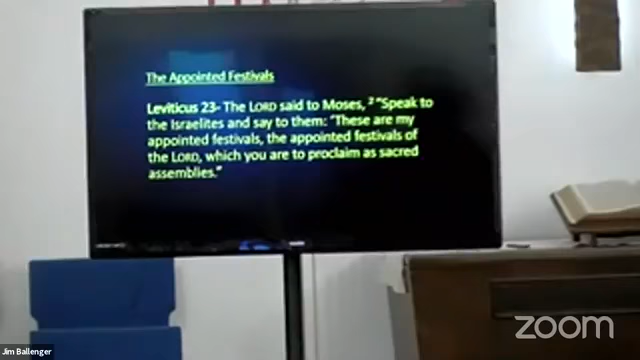 The Appointed Festivals
Leviticus 23- The LORD said to Moses, ² "Speak to
the Israelites and say to them: "These are my
appointed festivals, the appointed festivals of
the LORD, which you are to proclaim as sacred
assemblies."
Jim Ballenger
zoom